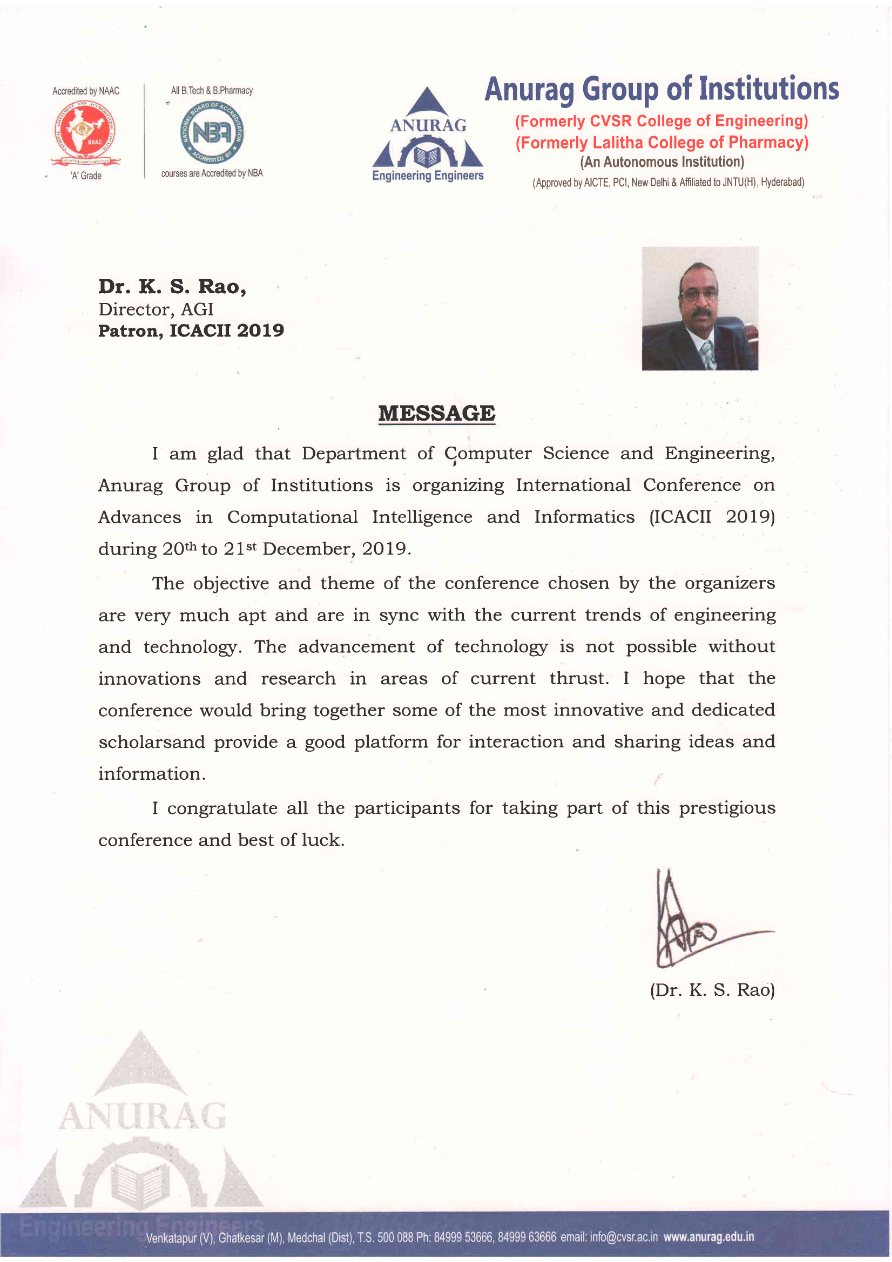 Accredited by NAAC
'A' Grade
All B.Tech & B.Pharmacy
NATIONAL BOARD OF ACCREDITATION
NBA
ACCREDITED BY
courses are Accredited by NBA
ANURAG
Engineering Engineers
Anurag Group of Institutions
(Formerly CVSR College of Engineering)
(Formerly Lalitha College of Pharmacy)
(An Autonomous Institution)
(Approved by AICTE, PCI, New Delhi & Affiliated to JNTU(H), Hyderabad)
Dr. K. S. Rao,
Director, AGI
Patron, ICACII 2019
MESSAGE
I am glad that Department of Computer Science and Engineering,
Anurag Group of Institutions is organizing International Conference on
Advances in Computational Intelligence and Informatics (ICACII 2019)
during 20th to 21st December, 2019.
The objective and theme of the conference chosen by the organizers
are very much apt and are in sync with the current trends of engineering
and technology. The advancement of technology is not possible without
innovations and research in areas of current thrust. I hope that the
conference would bring together some of the most innovative and dedicated
scholarsand provide a good platform for interaction and sharing ideas and
information.
I congratulate all the participants for taking part of this prestigious
conference and best of luck.
(Dr. K. S. Rao)
ANURAG
Engineering Engineers
Venkatapur (V), Ghatkesar (M), Medchal (Dist), T.S. 500 088 Ph: 84999 53666, 84999 63666 email: info@cvsr.ac.in www.anurag.edu.in